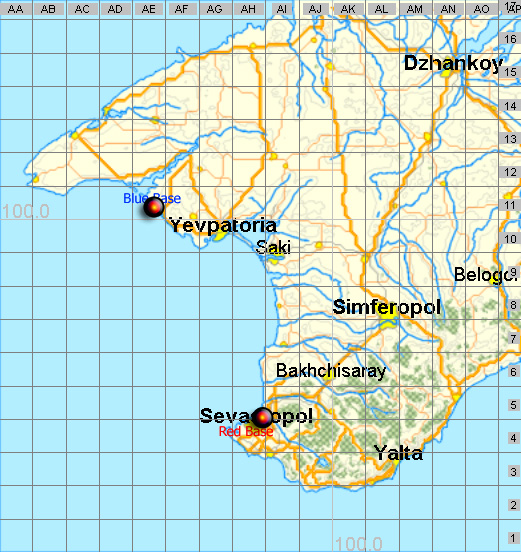 AA AB AC AD AE AF AG AH AI AJ AK AL AM AN AO
17
16
Dzhankoy
15
14
13
12
Blue Base
11
100.0
Yevpatoria
10
Saki
9
Belogo
Simferopol
8
7
Bakhchisaray
6
5
Red Base
4
Yalta
3
2
100.0
1